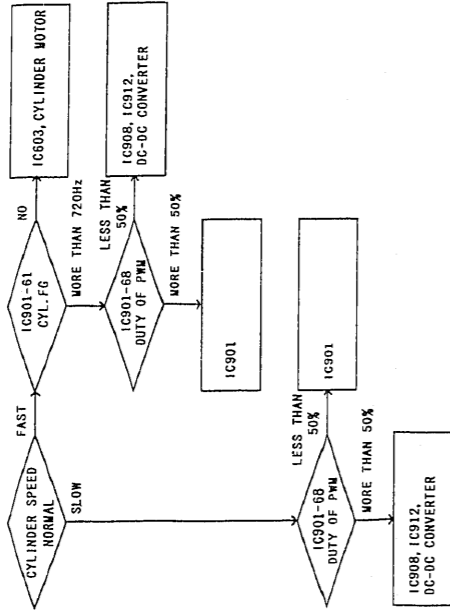 CYLINDER SPEED
NORMAL
FAST
SLOW
IC901-61
CYL.FG
NO
IC603,CYLINDER MOTOR
MORE THAN 720Hz
IC901-68
DUTY OF PWM
LESS THAN
50%
IC908, IC912,
DC-DC CONVERTER
MORE THAN 50%
IC901
IC901-68
DUTY OF PWM
LESS THAN
50%
IC901
MORE THAN 50%
IC908, IC912,
DC-DC CONVERTER